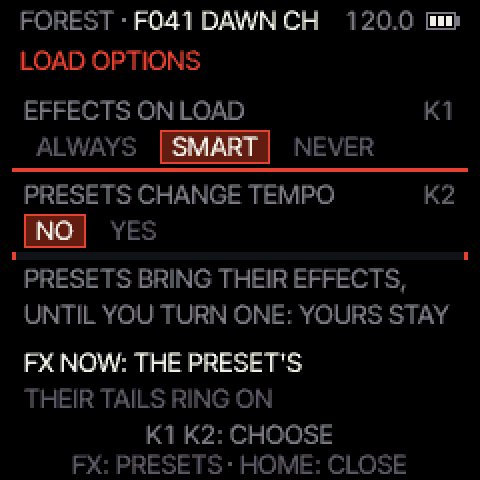 FOREST · F041 DAWN CH 120.0
LOAD OPTIONS
EFFECTS ON LOAD K1
ALWAYS SMART NEVER
PRESETS CHANGE TEMPO K2
NO YES
PRESETS BRING THEIR EFFECTS,
UNTIL YOU TURN ONE: YOURS STAY
FX NOW: THE PRESET'S
THEIR TAILS RING ON
K1 K2: CHOOSE
FX: PRESETS · HOME: CLOSE